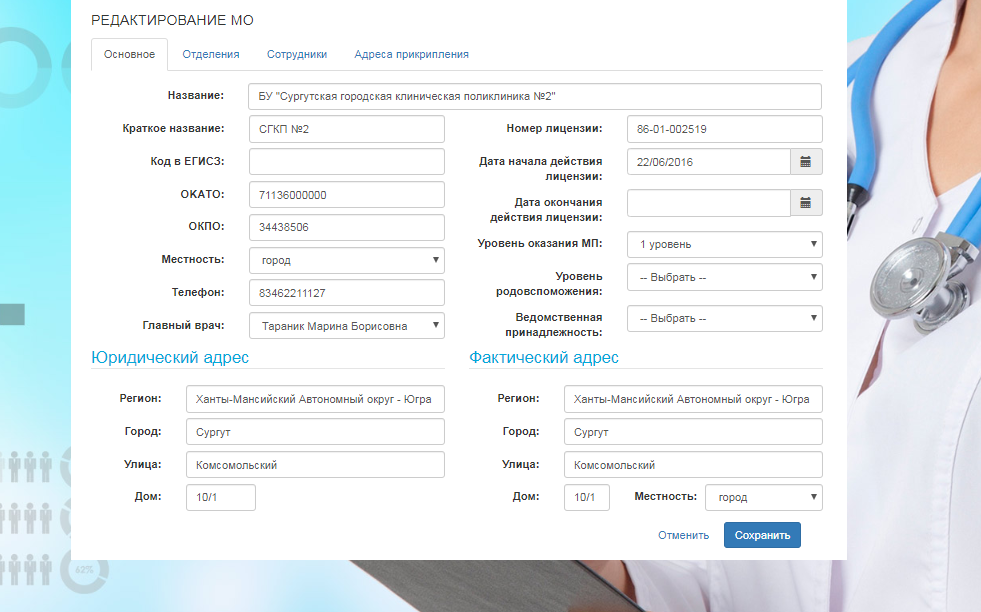 РЕДАКТИРОВАНИЕ МО
Основное Отделения Сотрудники Адреса прикрипления
Название: БУ "Сургутская городская клиническая поликлиника №2"
Краткое название: СГКП №2 Номер лицензии: 86-01-002519
Код в ЕГИСЗ: Дата начала действия лицензии: 22/06/2016
ОКАТО: 71136000000 Дата окончания действия лицензии:
ОКПО: 34438506 Уровень оказания МП: 1 уровень
Местность: город Уровень родовспоможения: -- Выбрать --
Телефон: 83462211127 Ведомственная принадлежность: -- Выбрать --
Главный врач: Тараник Марина Борисовна
Юридический адрес Фактический адрес
Регион: Ханты-Мансийский Автономный округ - Югра Регион: Ханты-Мансийский Автономный округ - Югра
Город: Сургут Город: Сургут
Улица: Комсомольский Улица: Комсомольский
Дом: 10/1 Дом: 10/1 Местность: город
Отменить Сохранить
62%